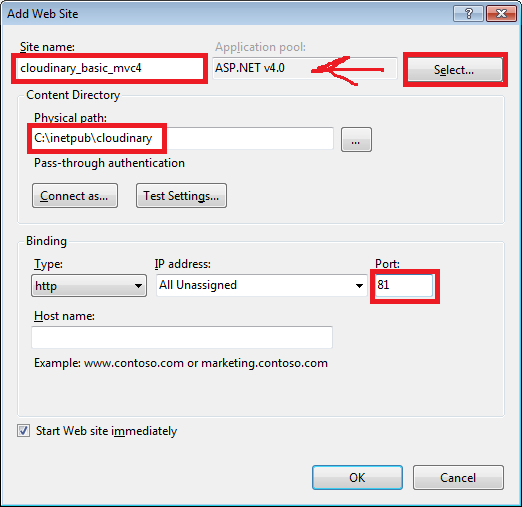 Add Web Site
Site name:
Application pool:
cloudinary_basic_mvc4
ASP.NET v4.0
Select...
Content Directory
Physical path:
C:\inetpub\cloudinary
...
Pass-through authentication
Connect as...
Test Settings...
Binding
Type:
IP address:
Port:
http
All Unassigned
81
Host name:
Example: www.contoso.com or marketing.contoso.com
Start Web site immediately
OK
Cancel